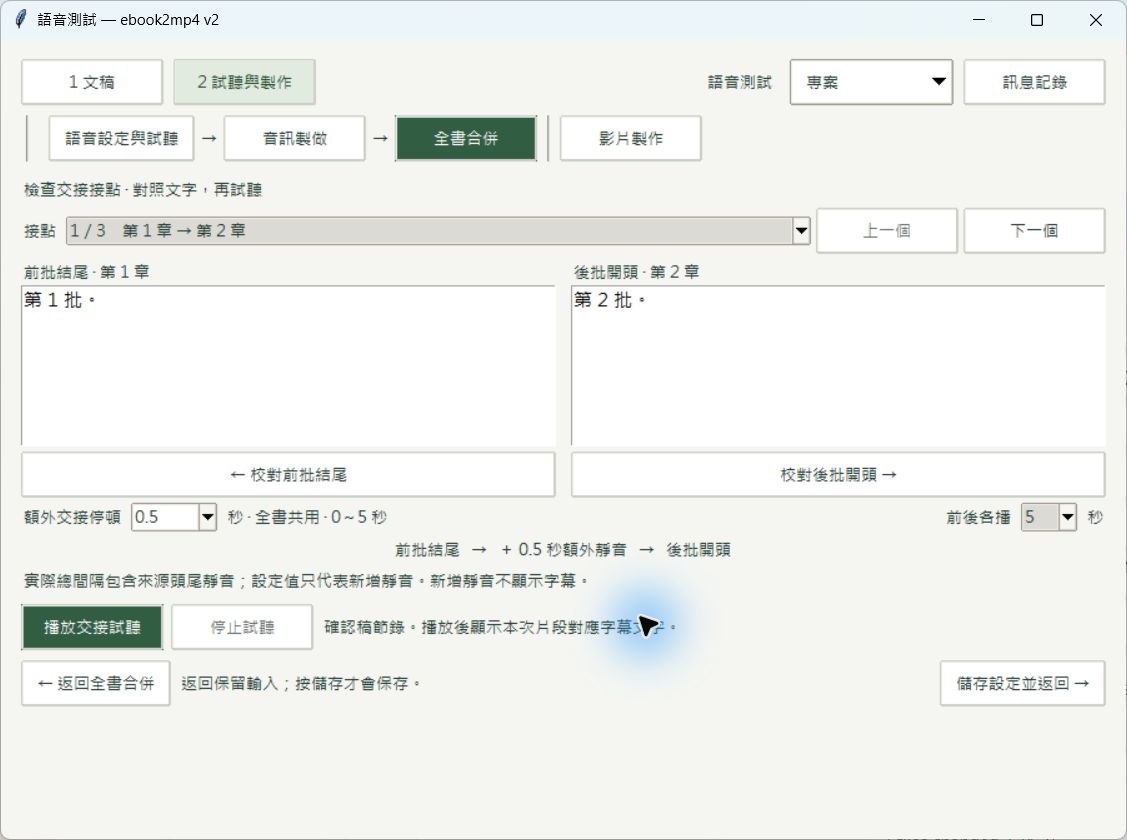 語音測試 — ebook2mp4 v2
1 文稿 2 試聽與製作 語音測試 專案 訊息記錄
語音設定與試聽 → 音訊製做 → 全書合併 影片製作
檢查交接接點 · 對照文字，再試聽
接點 1 / 3 第 1 章 → 第 2 章 上一個 下一個
前批結尾 · 第 1 章 後批開頭 · 第 2 章
第 1 批。 第 2 批。
← 校對前批結尾 校對後批開頭 →
額外交接停頓 0.5 秒 · 全書共用 · 0 ~ 5 秒 前後各播 5 秒
前批結尾 → + 0.5 秒額外靜音 → 後批開頭
實際總間隔包含來源頭尾靜音；設定值只代表新增靜音。新增靜音不顯示字幕。
播放交接試聽 停止試聽 確認稿節錄。播放後顯示本次片段對應字幕文字。
← 返回全書合併 返回保留輸入；按儲存才會保存。 儲存設定並返回 →